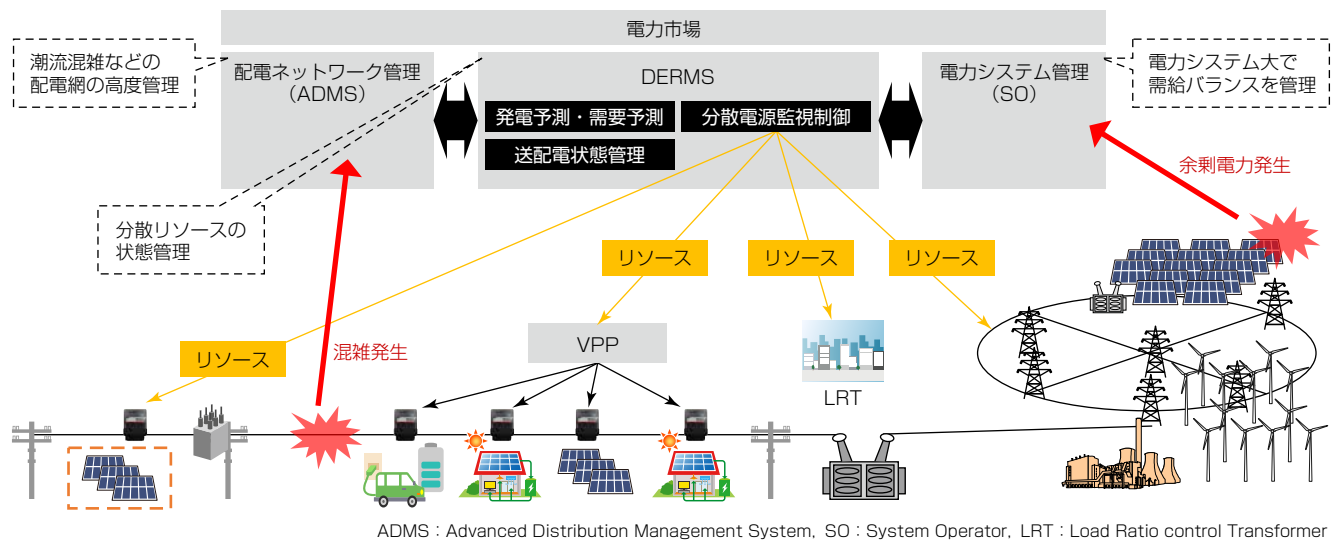 電力市場
潮流混雑などの
配電網の高度管理
配電ネットワーク管理
（ADMS）
DERMS
発電予測・需要予測
分散電源監視制御
送配電状態管理
電力システム管理
（SO）
電力システム大で
需給バランスを管理
余剰電力発生
分散リソースの
状態管理
リソース
リソース
リソース
リソース
混雑発生
VPP
LRT
ADMS：Advanced Distribution Management System, SO：System Operator, LRT：Load Ratio control Transformer